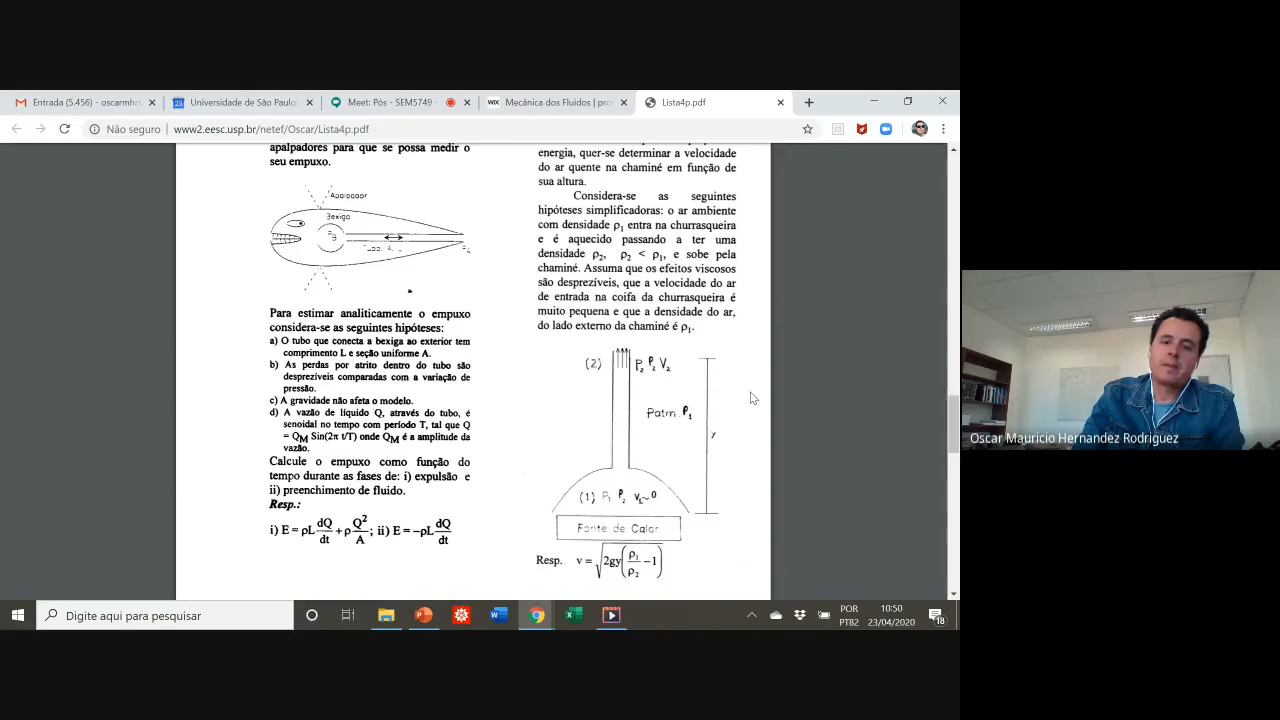 Entrada (5.456) - oscarmhr
Universidade de São Paulo
Meet: Pós - SEM5749 -
WIX Mecânica dos Fluidos | pro
Lista4p.pdf
Não seguro | www2.eesc.usp.br/netef/Oscar/Lista4p.pdf
apalpadores para que se possa medir o
seu empuxo.
Apalpador
Bexiga
Para estimar analiticamente o empuxo
considera-se as seguintes hipóteses:
a) O tubo que conecta a bexiga ao exterior tem
comprimento L e seção uniforme A.
b) As perdas por atrito dentro do tubo são
desprezíveis comparadas com a variação de
pressão.
c) A gravidade não afeta o modelo.
d) A vazão de líquido Q, através do tubo, é
senoidal no tempo com período T, tal que Q
= QM Sin(2π t/T) onde QM é a amplitude da
vazão.
Calcule o empuxo como função do
tempo durante as fases de: i) expulsão e
ii) preenchimento de fluido.
Resp.:
i) E = ρL dQ/dt + ρ Q²/A; ii) E = -ρL dQ/dt
energia, quer-se determinar a velocidade
do ar quente na chaminé em função de
sua altura.
Considera-se as seguintes
hipóteses simplificadoras: o ar ambiente
com densidade ρ1 entra na churrasqueira
e é aquecido passando a ter uma
densidade ρ2, ρ2 < ρ1, e sobe pela
chaminé. Assuma que os efeitos viscosos
são desprezíveis, que a velocidade do ar
de entrada na coifa da churrasqueira é
muito pequena e que a densidade do ar,
do lado externo da chaminé é ρ1.
(2) P2 ρ2 V2
Patm ρ1
y
(1) P1 ρ2 V1~0
Fonte de Calor
Resp. v = √(2gy(ρ1/ρ2 - 1))
Oscar Mauricio Hernandez Rodriguez
Digite aqui para pesquisar
POR
PTB2
10:50
23/04/2020
18